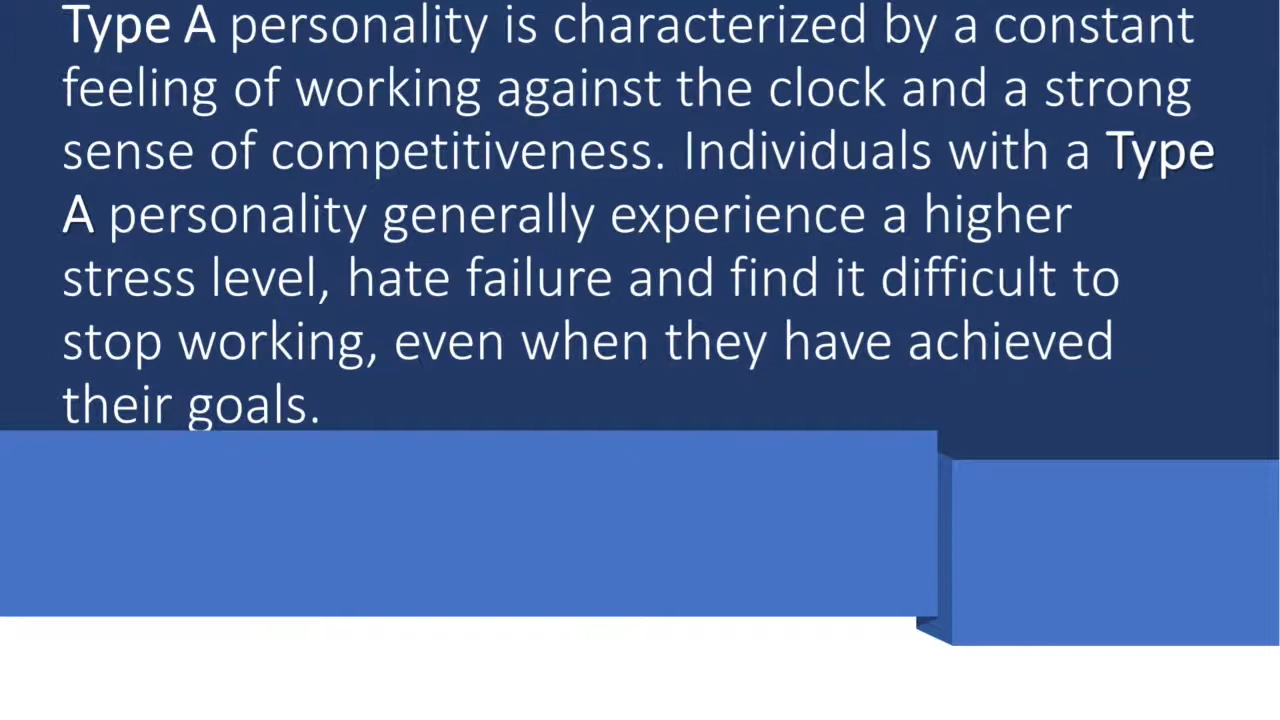 Type A personality is characterized by a constant
feeling of working against the clock and a strong
sense of competitiveness. Individuals with a Type
A personality generally experience a higher
stress level, hate failure and find it difficult to
stop working, even when they have achieved
their goals.